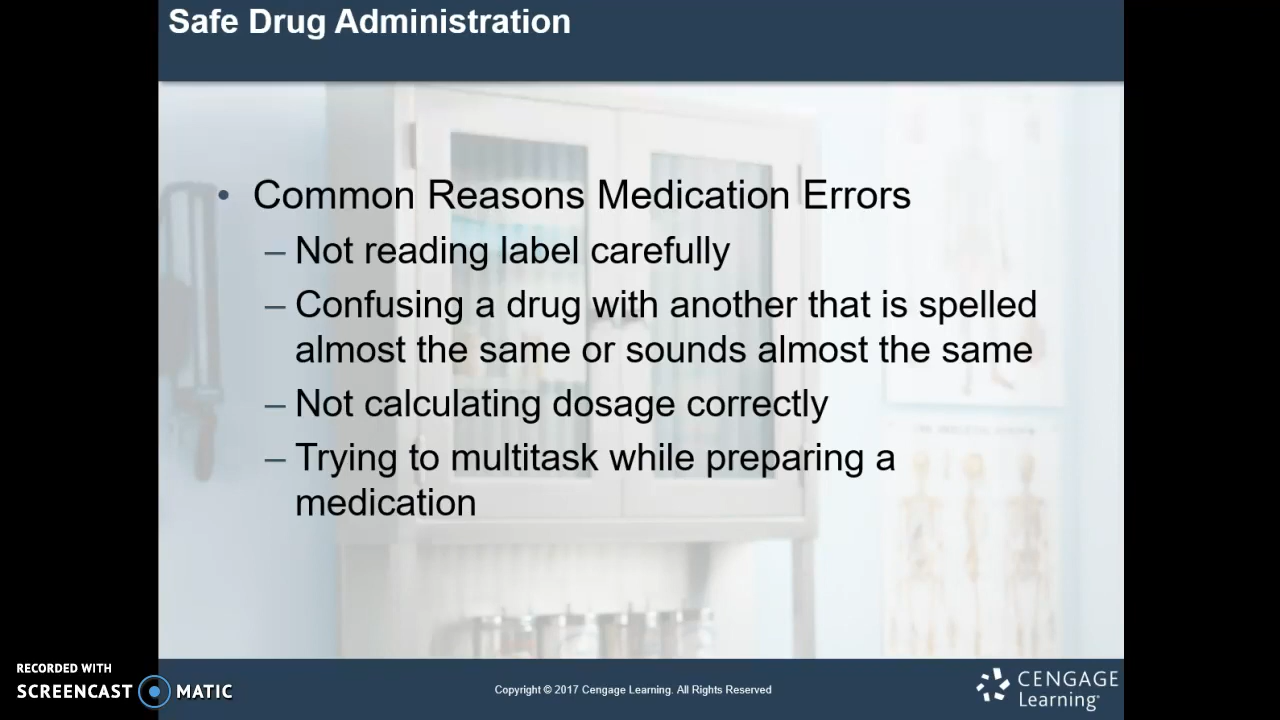 Safe Drug Administration
• Common Reasons Medication Errors
– Not reading label carefully
– Confusing a drug with another that is spelled
almost the same or sounds almost the same
– Not calculating dosage correctly
– Trying to multitask while preparing a
medication
RECORDED WITH
SCREENCAST MATIC
Copyright © 2017 Cengage Learning. All Rights Reserved
CENGAGE
Learning™